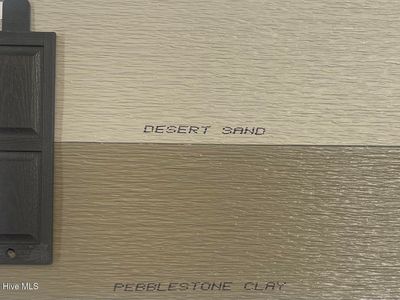 DESERT SAND
PEBBLESTONE CLAY
Hive MLS